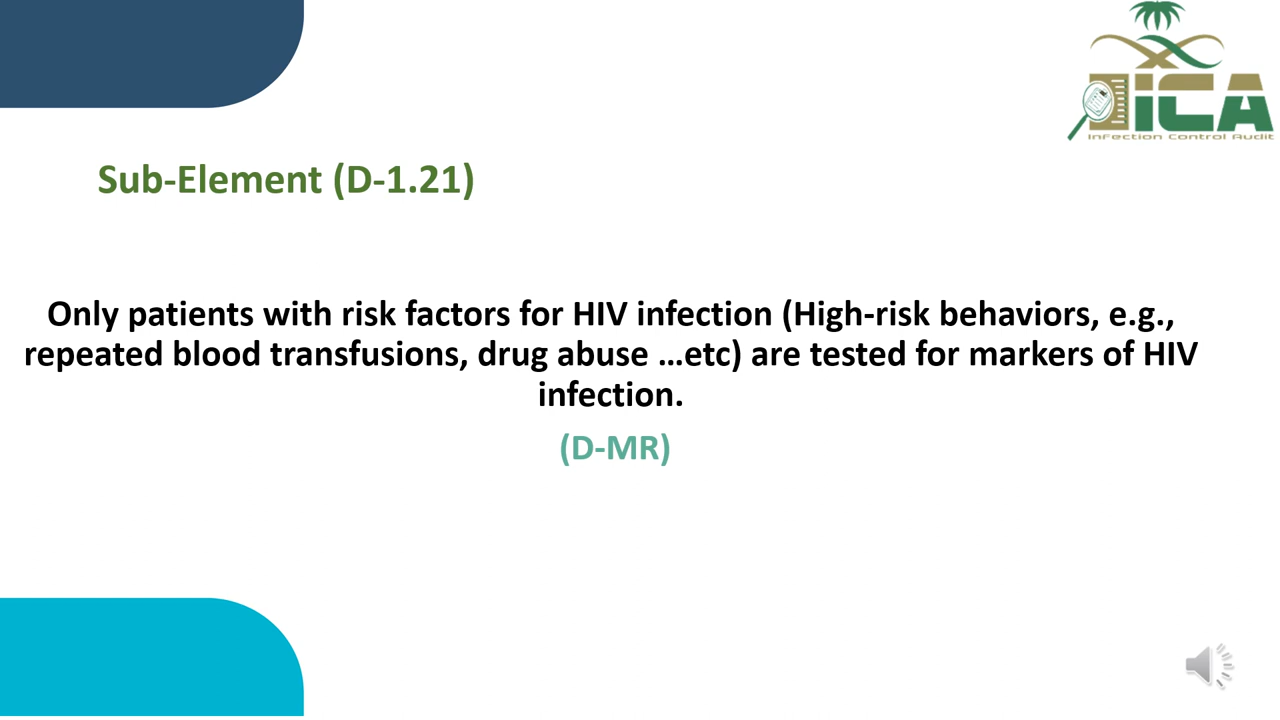 iCA
Infection Control Audit
Sub-Element (D-1.21)
Only patients with risk factors for HIV infection (High-risk behaviors, e.g.,
repeated blood transfusions, drug abuse …etc) are tested for markers of HIV
infection.
(D-MR)